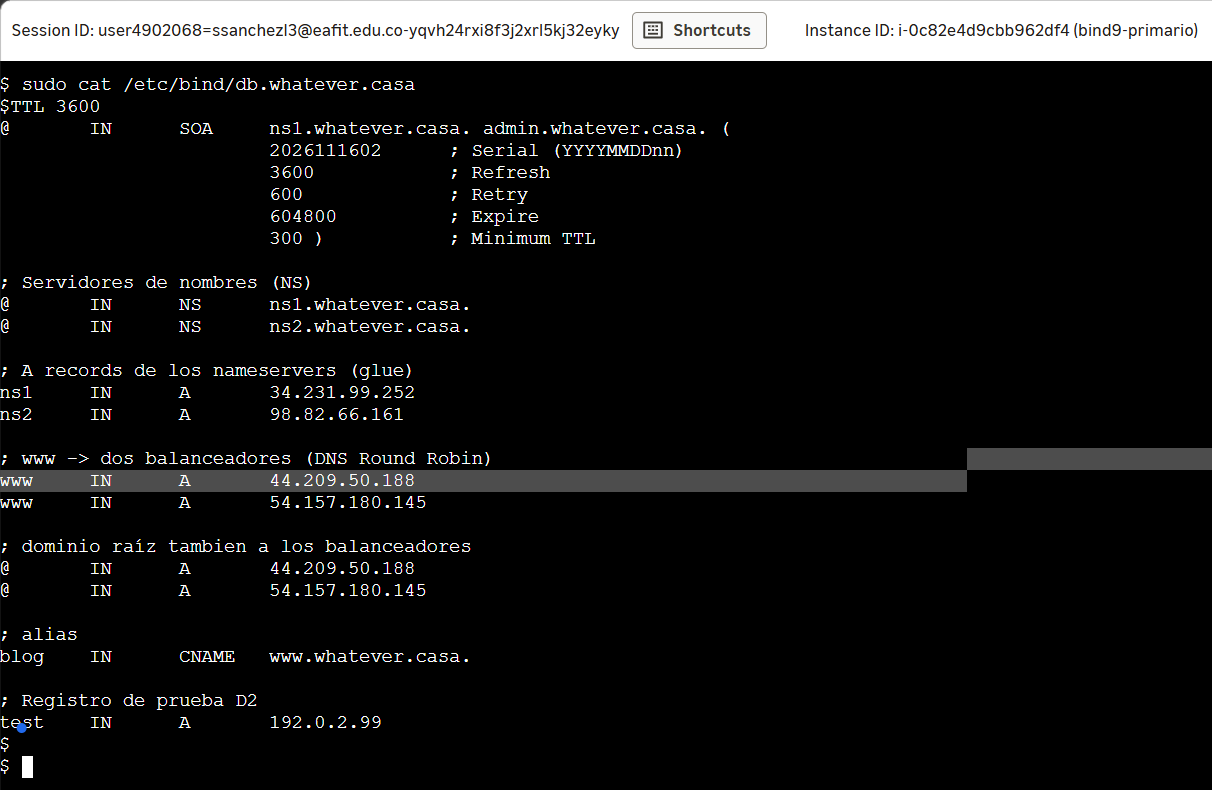 Session ID: user4902068=ssanchezl3@eafit.edu.co-yqvh24rxi8f3j2xrl5kj32eyky Shortcuts Instance ID: i-0c82e4d9cbb962df4 (bind9-primario)
$ sudo cat /etc/bind/db.whatever.casa
$TTL 3600
@ IN SOA ns1.whatever.casa. admin.whatever.casa. (
2026111602 ; Serial (YYYYMMDDnn)
3600 ; Refresh
600 ; Retry
604800 ; Expire
300 ) ; Minimum TTL
; Servidores de nombres (NS)
@ IN NS ns1.whatever.casa.
@ IN NS ns2.whatever.casa.
; A records de los nameservers (glue)
ns1 IN A 34.231.99.252
ns2 IN A 98.82.66.161
; www -> dos balanceadores (DNS Round Robin)
www IN A 44.209.50.188
www IN A 54.157.180.145
; dominio raíz tambien a los balanceadores
@ IN A 44.209.50.188
@ IN A 54.157.180.145
; alias
blog IN CNAME www.whatever.casa.
; Registro de prueba D2
test IN A 192.0.2.99
$
$